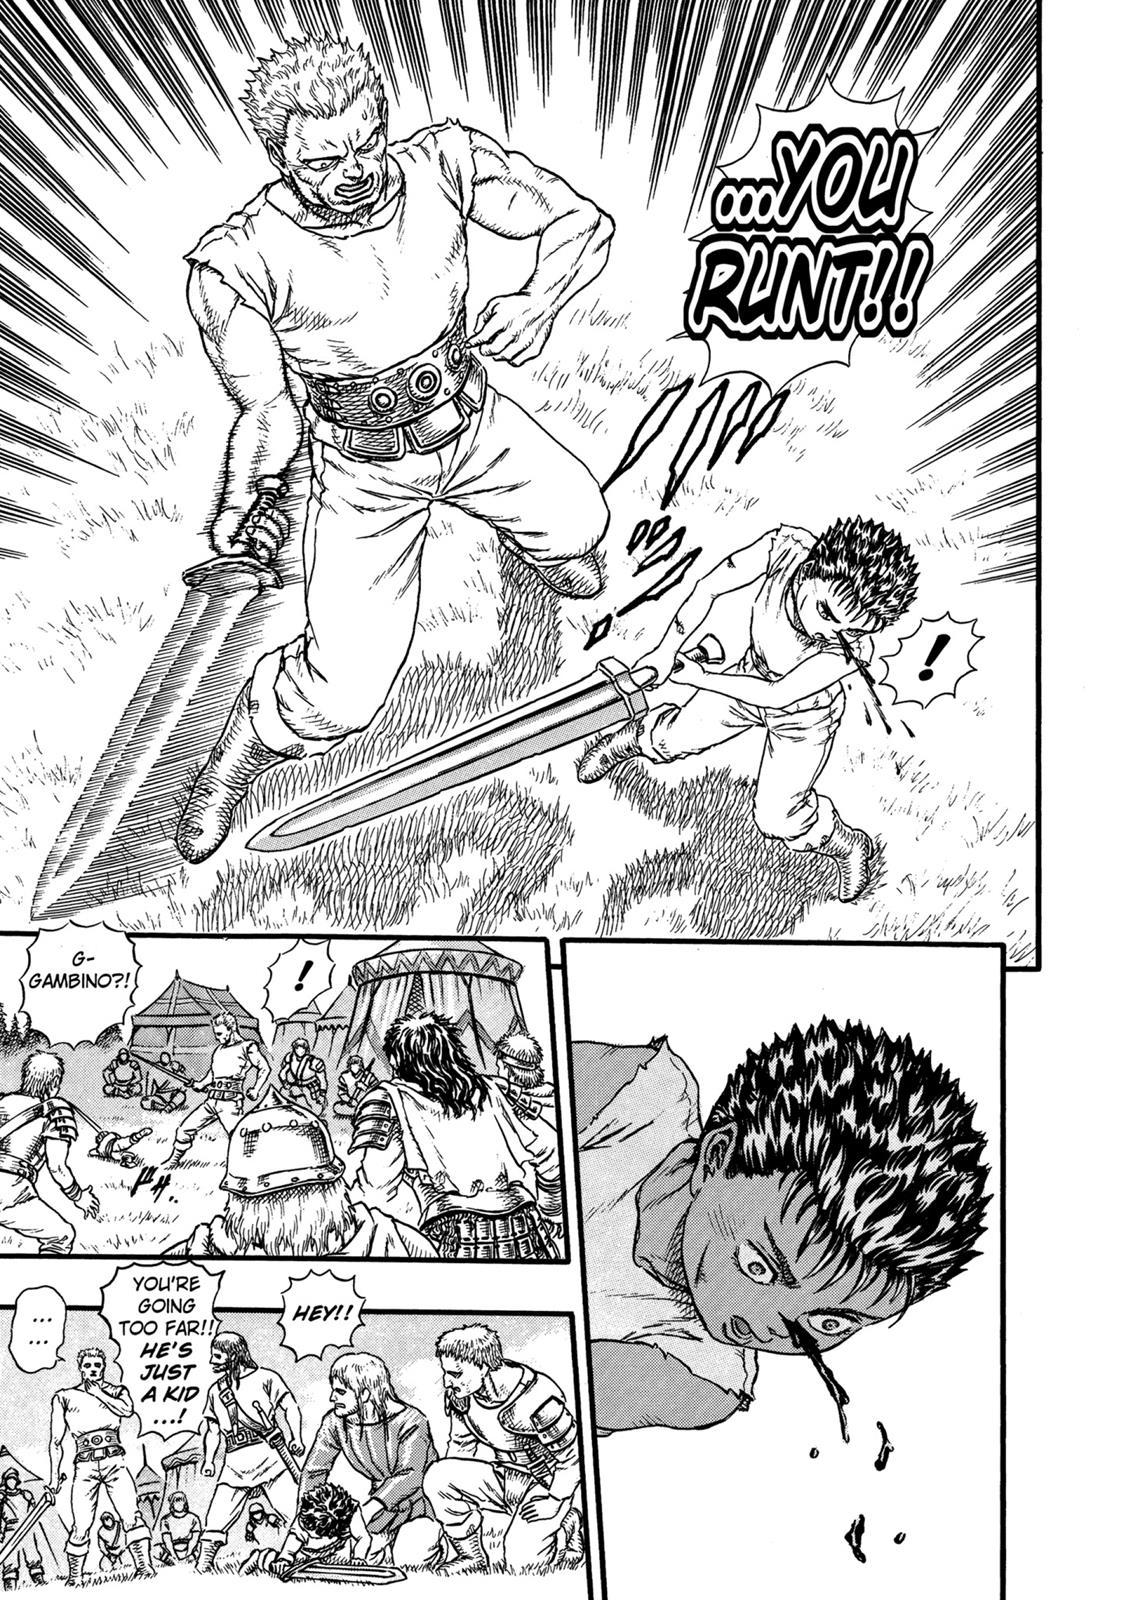 ...YOU
RUNT!!
!
!
G-
GAMBINO?!
HEY!!
YOU'RE
GOING
TOO FAR!!
HE'S
JUST
A KID
...!
...
...